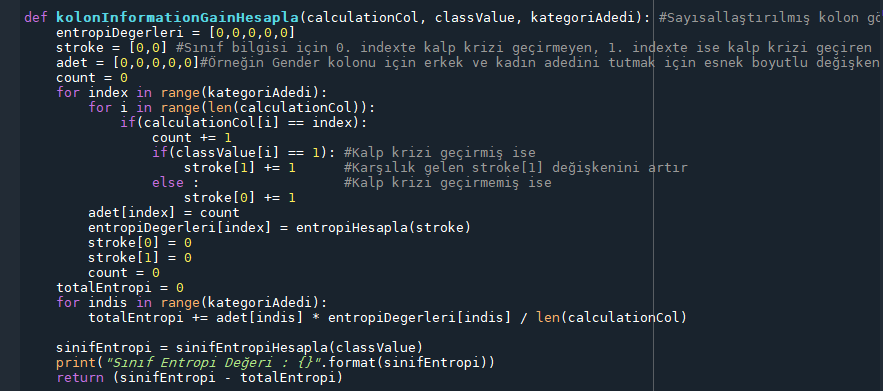 def kolonInformationGainHesapla(calculationCol, classValue, kategoriAdedi): #Sayısallaştırılmış kolon
    entropiDegerleri = [0,0,0,0,0]
    stroke = [0,0] #Sınıf bilgisi için 0. indexte kalp krizi geçirmeyen, 1. indexte ise kalp krizi geçiren
    adet = [0,0,0,0,0]#Örneğin Gender kolonu için erkek ve kadın adedini tutmak için esnek boyutlu değişken
    count = 0
    for index in range(kategoriAdedi):
        for i in range(len(calculationCol)):
            if(calculationCol[i] == index):
                count += 1
                if(classValue[i] == 1): #Kalp krizi geçirmiş ise
                    stroke[1] += 1      #Karşılık gelen stroke[1] değişkenini artır
                else :                  #Kalp krizi geçirmemiş ise
                    stroke[0] += 1
        adet[index] = count
        entropiDegerleri[index] = entropiHesapla(stroke)
        stroke[0] = 0
        stroke[1] = 0
        count = 0
    totalEntropi = 0
    for indis in range(kategoriAdedi):
        totalEntropi += adet[indis] * entropiDegerleri[indis] / len(calculationCol)

    sinifEntropi = sinifEntropiHesapla(classValue)
    print("Sınıf Entropi Değeri : {}".format(sinifEntropi))
    return (sinifEntropi - totalEntropi)